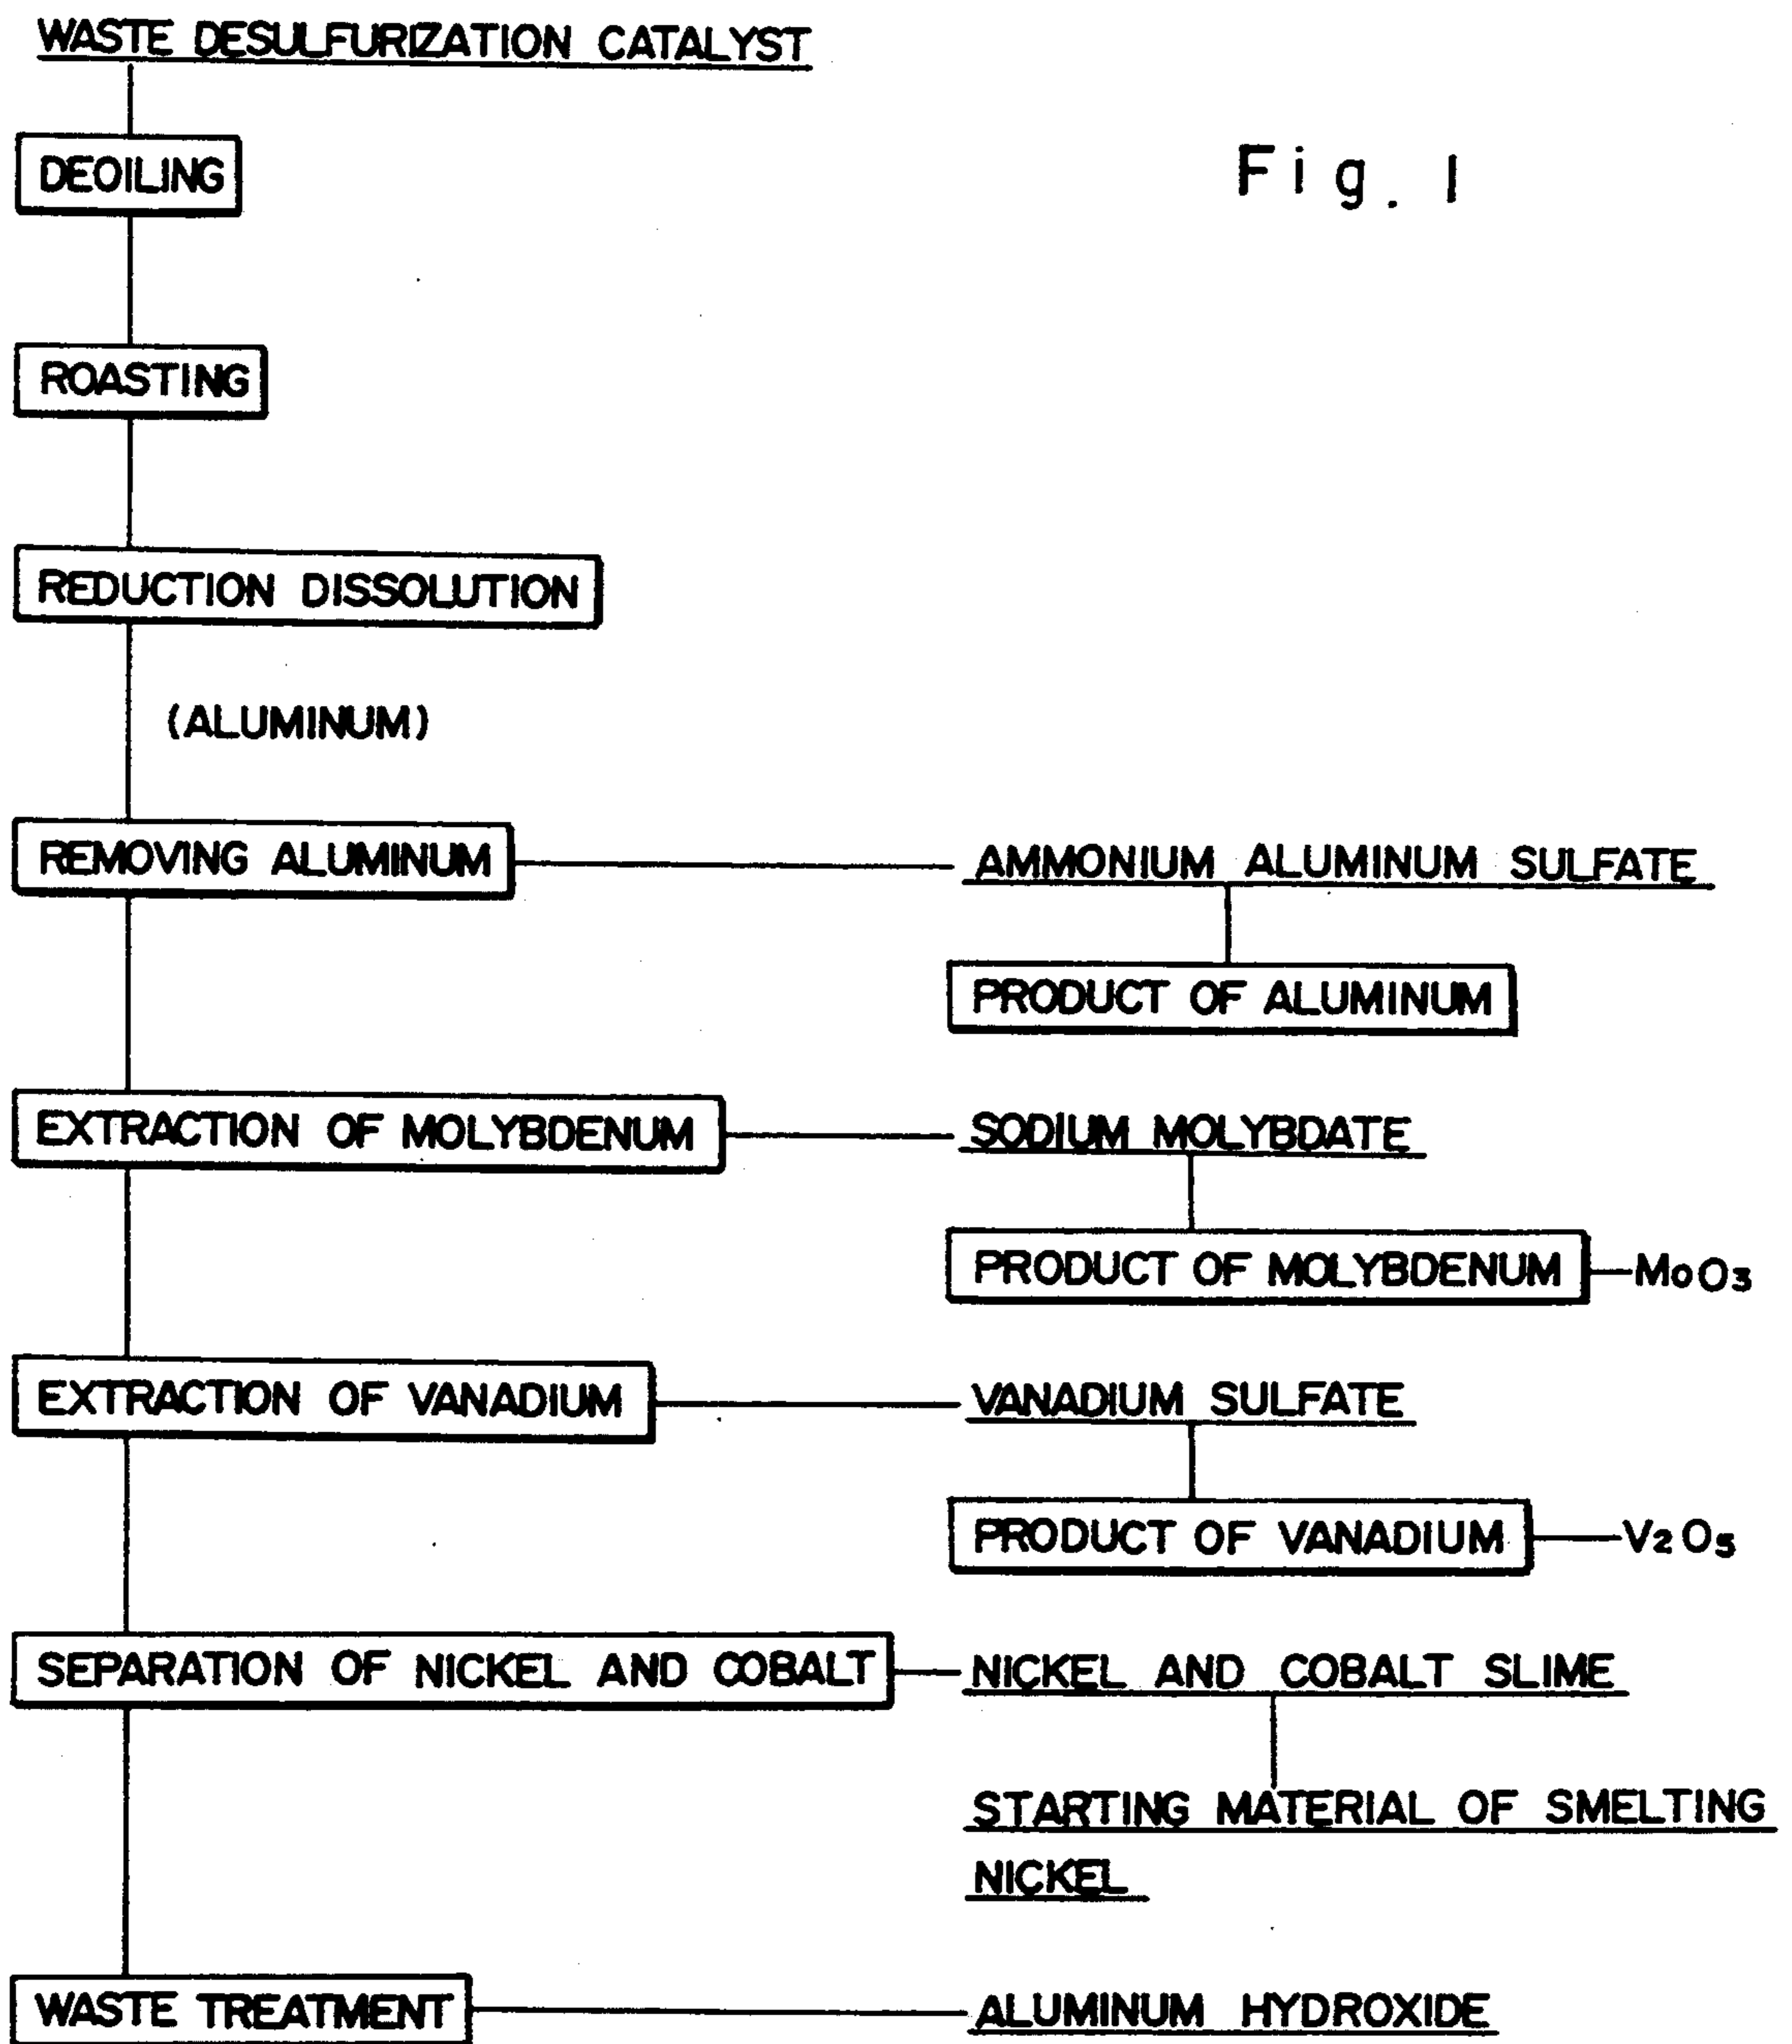 WASTE DESULFURIZATION CATALYST
DEOILING
Fig. 1
ROASTING
REDUCTION DISSOLUTION
(ALUMINUM)
REMOVING ALUMINUM
AMMONIUM ALUMINUM SULFATE
PRODUCT OF ALUMINUM
EXTRACTION OF MOLYBDENUM
SODIUM MOLYBDATE
PRODUCT OF MOLYBDENUM
MoO3
EXTRACTION OF VANADIUM
VANADIUM SULFATE
PRODUCT OF VANADIUM
V2O5
SEPARATION OF NICKEL AND COBALT
NICKEL AND COBALT SLIME
STARTING MATERIAL OF SMELTING
NICKEL
WASTE TREATMENT
ALUMINUM HYDROXIDE